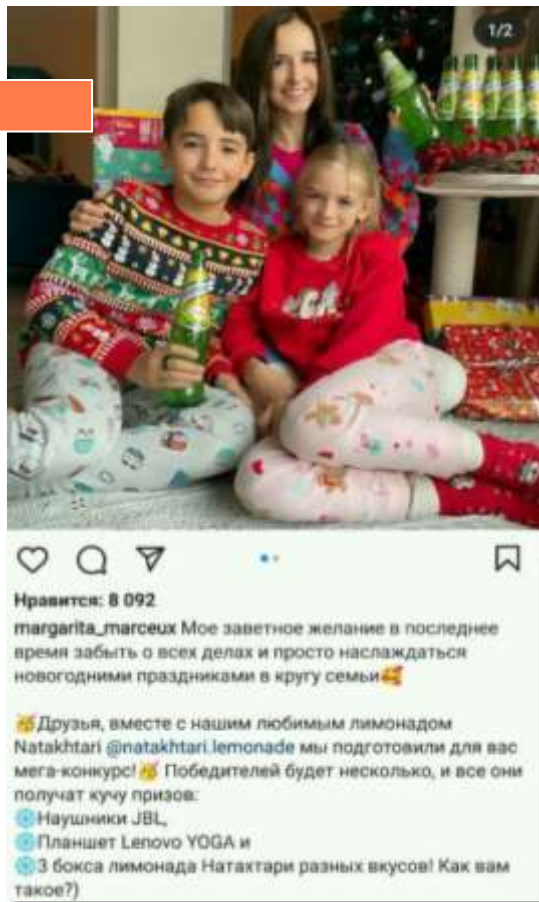 1/2
Нравится: 8 092
margarita_marceux Мое заветное желание в последнее
время забыть о всех делах и просто наслаждаться
новогодними праздниками в кругу семьи🥰
🥳Друзья, вместе с нашим любимым лимонадом
Natakhtari @natakhtari.lemonade мы подготовили для вас
мега-конкурс!🥳 Победителей будет несколько, и все они
получат кучу призов:
❄️Наушники JBL,
❄️Планшет Lenovo YOGA и
❄️3 бокса лимонада Натахтари разных вкусов! Как вам
такое?)